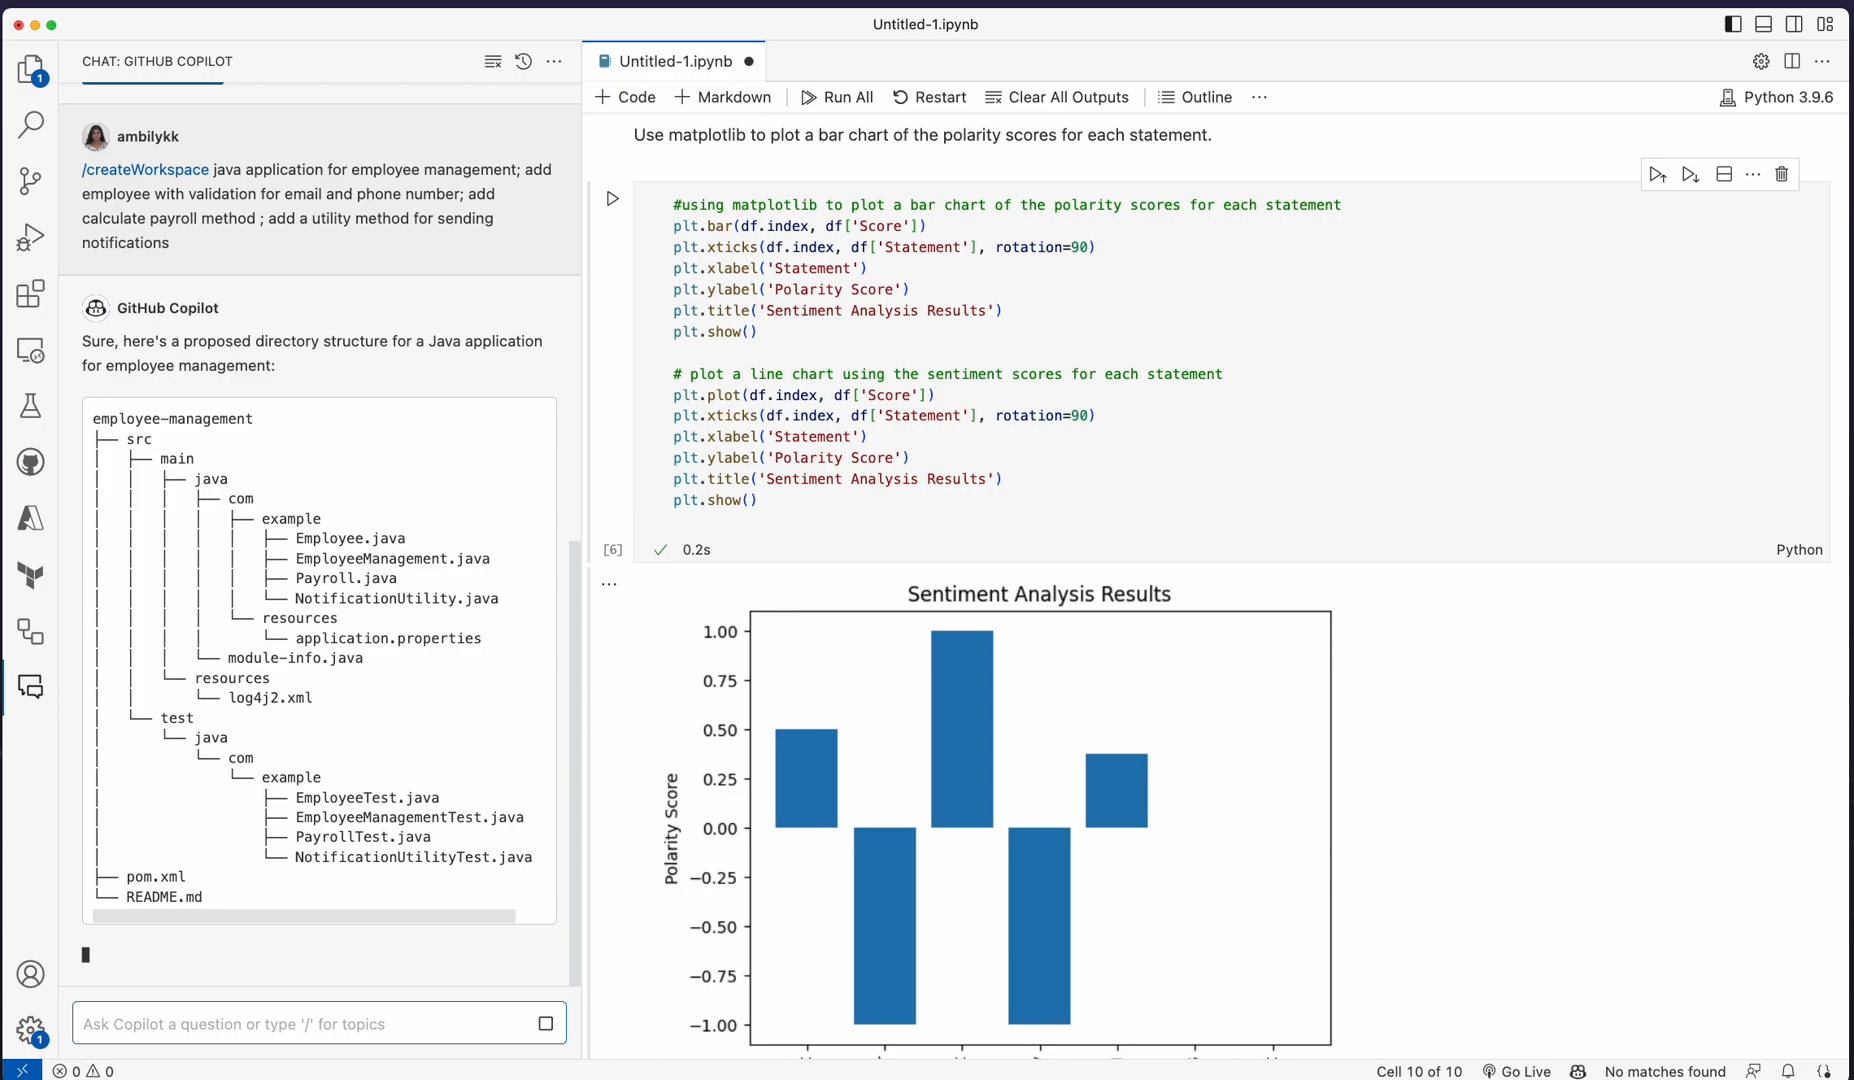 Untitled-1.ipynb
CHAT: GITHUB COPILOT
1
ambilykk
/createWorkspace java application for employee management; add
employee with validation for email and phone number; add
calculate payroll method ; add a utility method for sending
notifications
GitHub Copilot
Sure, here's a proposed directory structure for a Java application
for employee management:
employee-management
src
main
java
com
example
Employee.java
EmployeeManagement.java
Payroll.java
NotificationUtility.java
resources
application.properties
module-info.java
resources
log4j2.xml
test
java
com
example
EmployeeTest.java
EmployeeManagementTest.java
PayrollTest.java
NotificationUtilityTest.java
pom.xml
README.md
Ask Copilot a question or type '/' for topics
1
Untitled-1.ipynb
Code Markdown Run All Restart Clear All Outputs Outline ... Python 3.9.6
Use matplotlib to plot a bar chart of the polarity scores for each statement.
#using matplotlib to plot a bar chart of the polarity scores for each statement
plt.bar(df.index, df['Score'])
plt.xticks(df.index, df['Statement'], rotation=90)
plt.xlabel('Statement')
plt.ylabel('Polarity Score')
plt.title('Sentiment Analysis Results')
plt.show()
# plot a line chart using the sentiment scores for each statement
plt.plot(df.index, df['Score'])
plt.xticks(df.index, df['Statement'], rotation=90)
plt.xlabel('Statement')
plt.ylabel('Polarity Score')
plt.title('Sentiment Analysis Results')
plt.show()
[6] 0.2s Python
Sentiment Analysis Results
1.00
0.75
0.50
0.25
0.00
−0.25
−0.50
−0.75
−1.00
Polarity Score
0 0 Cell 10 of 10 Go Live No matches found